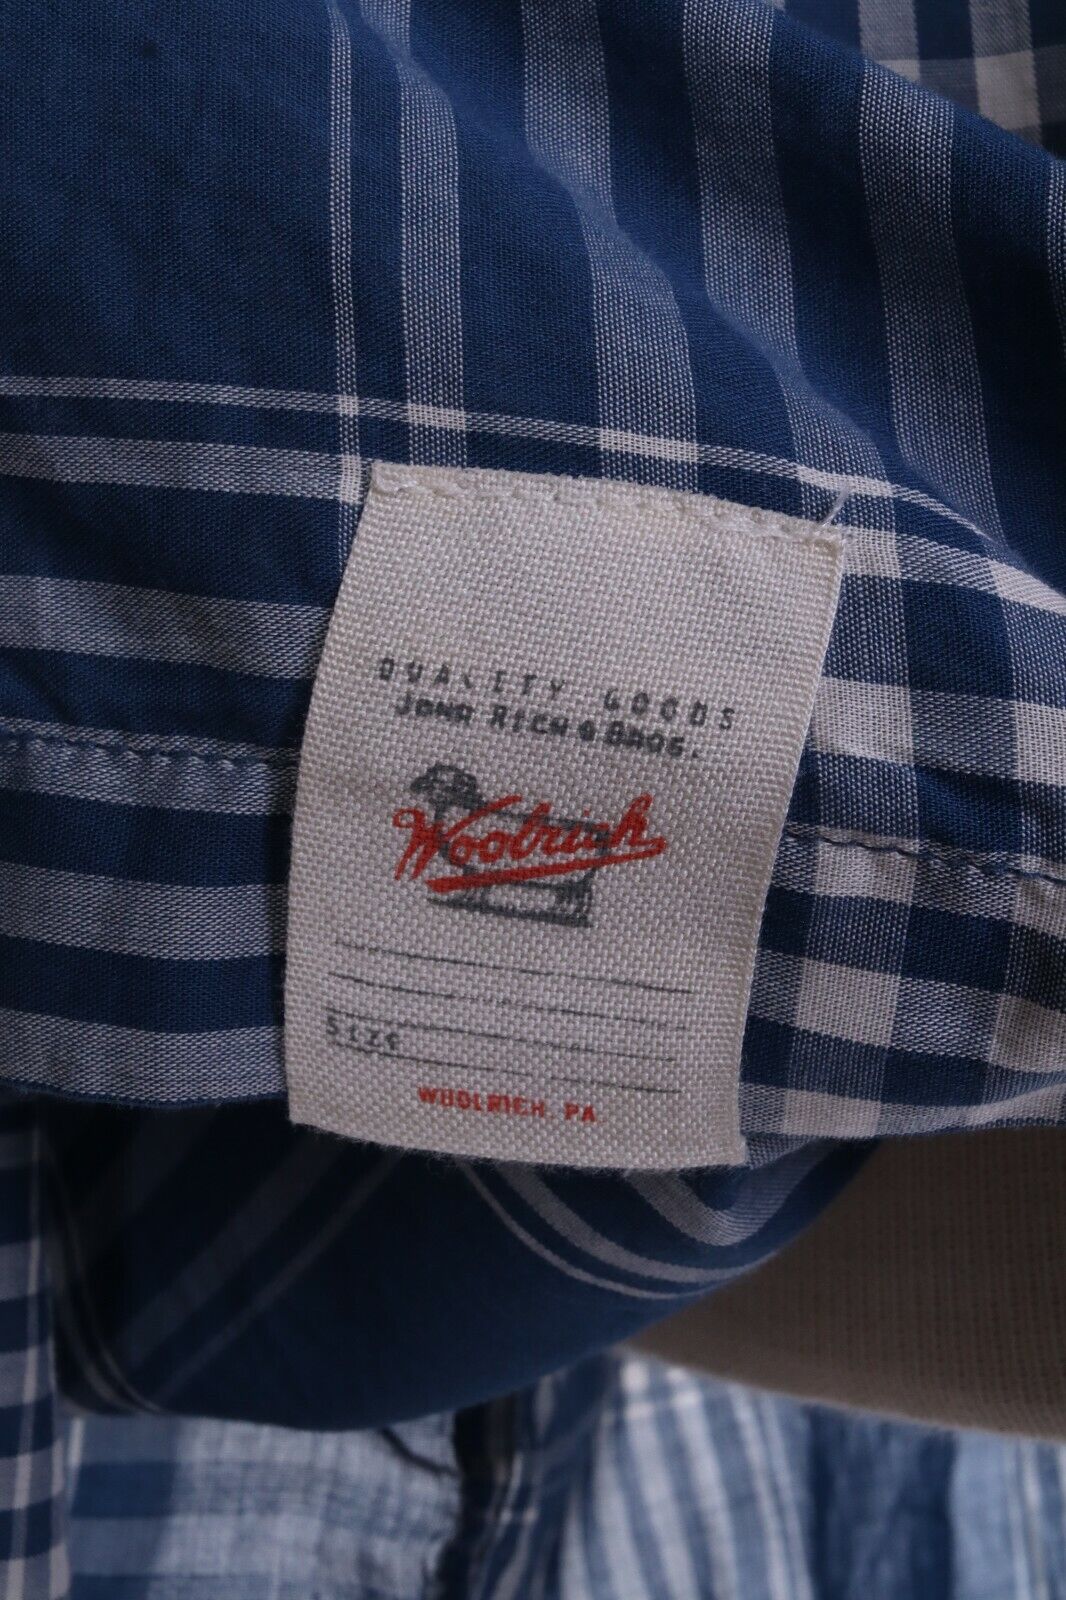 QUALITY GOODS
JOHN RICH & BROS.
Woolrich
SIZE
WOOLRICH, PA.